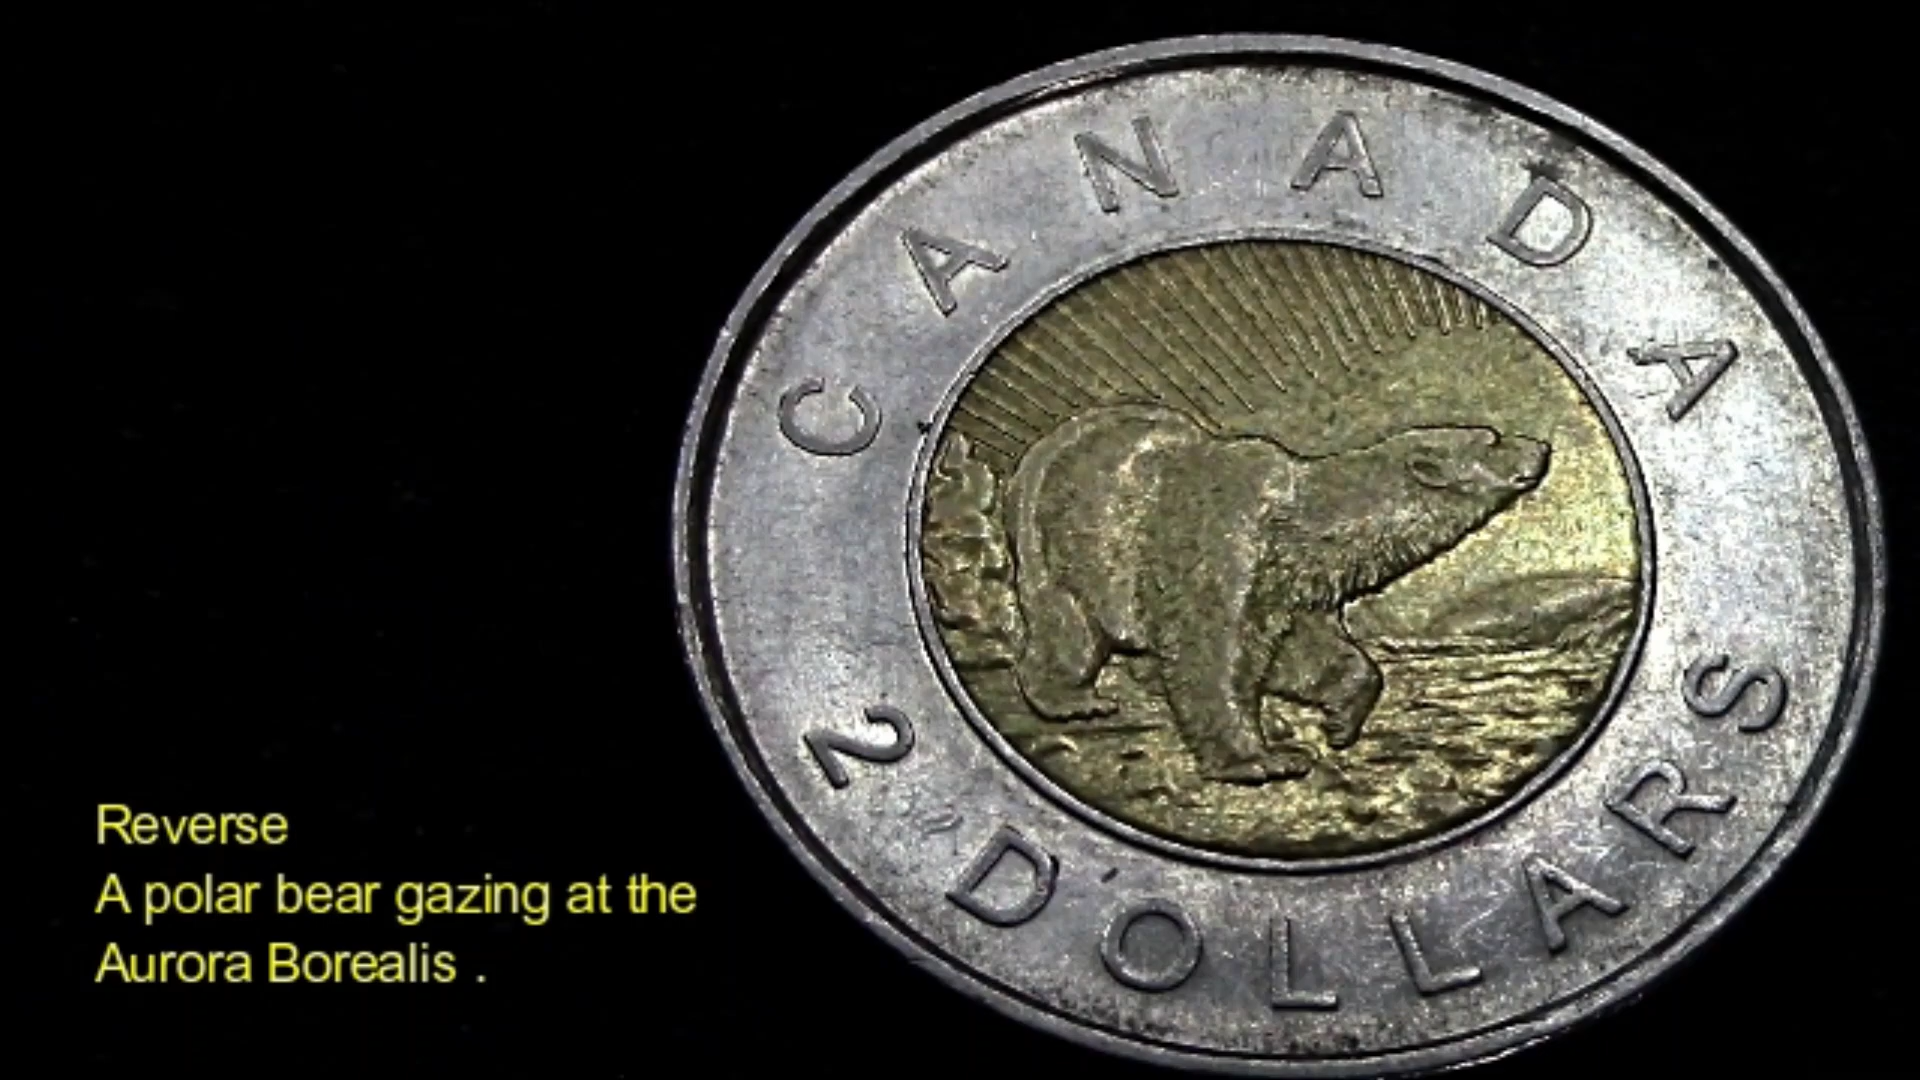 CANADA
2 DOLLARS
Reverse
A polar bear gazing at the
Aurora Borealis .